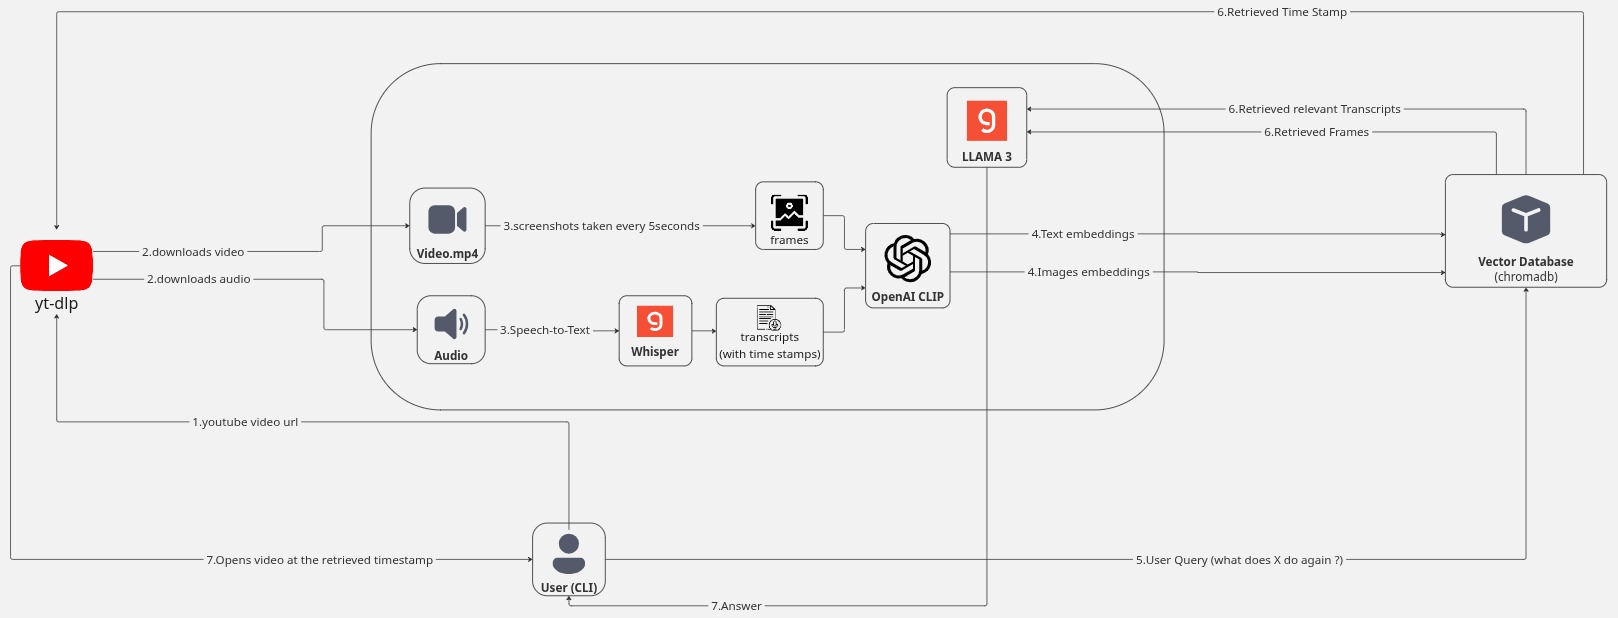 6.Retrieved Time Stamp
6.Retrieved relevant Transcripts
6.Retrieved Frames
LLAMA 3
2.downloads video
Video.mp4
3.screenshots taken every 5seconds
frames
yt-dlp
2.downloads audio
Audio
3.Speech-to-Text
Whisper
transcripts
(with time stamps)
OpenAI CLIP
4.Text embeddings
4.Images embeddings
Vector Database
(chromadb)
1.youtube video url
7.Opens video at the retrieved timestamp
User (CLI)
5.User Query (what does X do again ?)
7.Answer